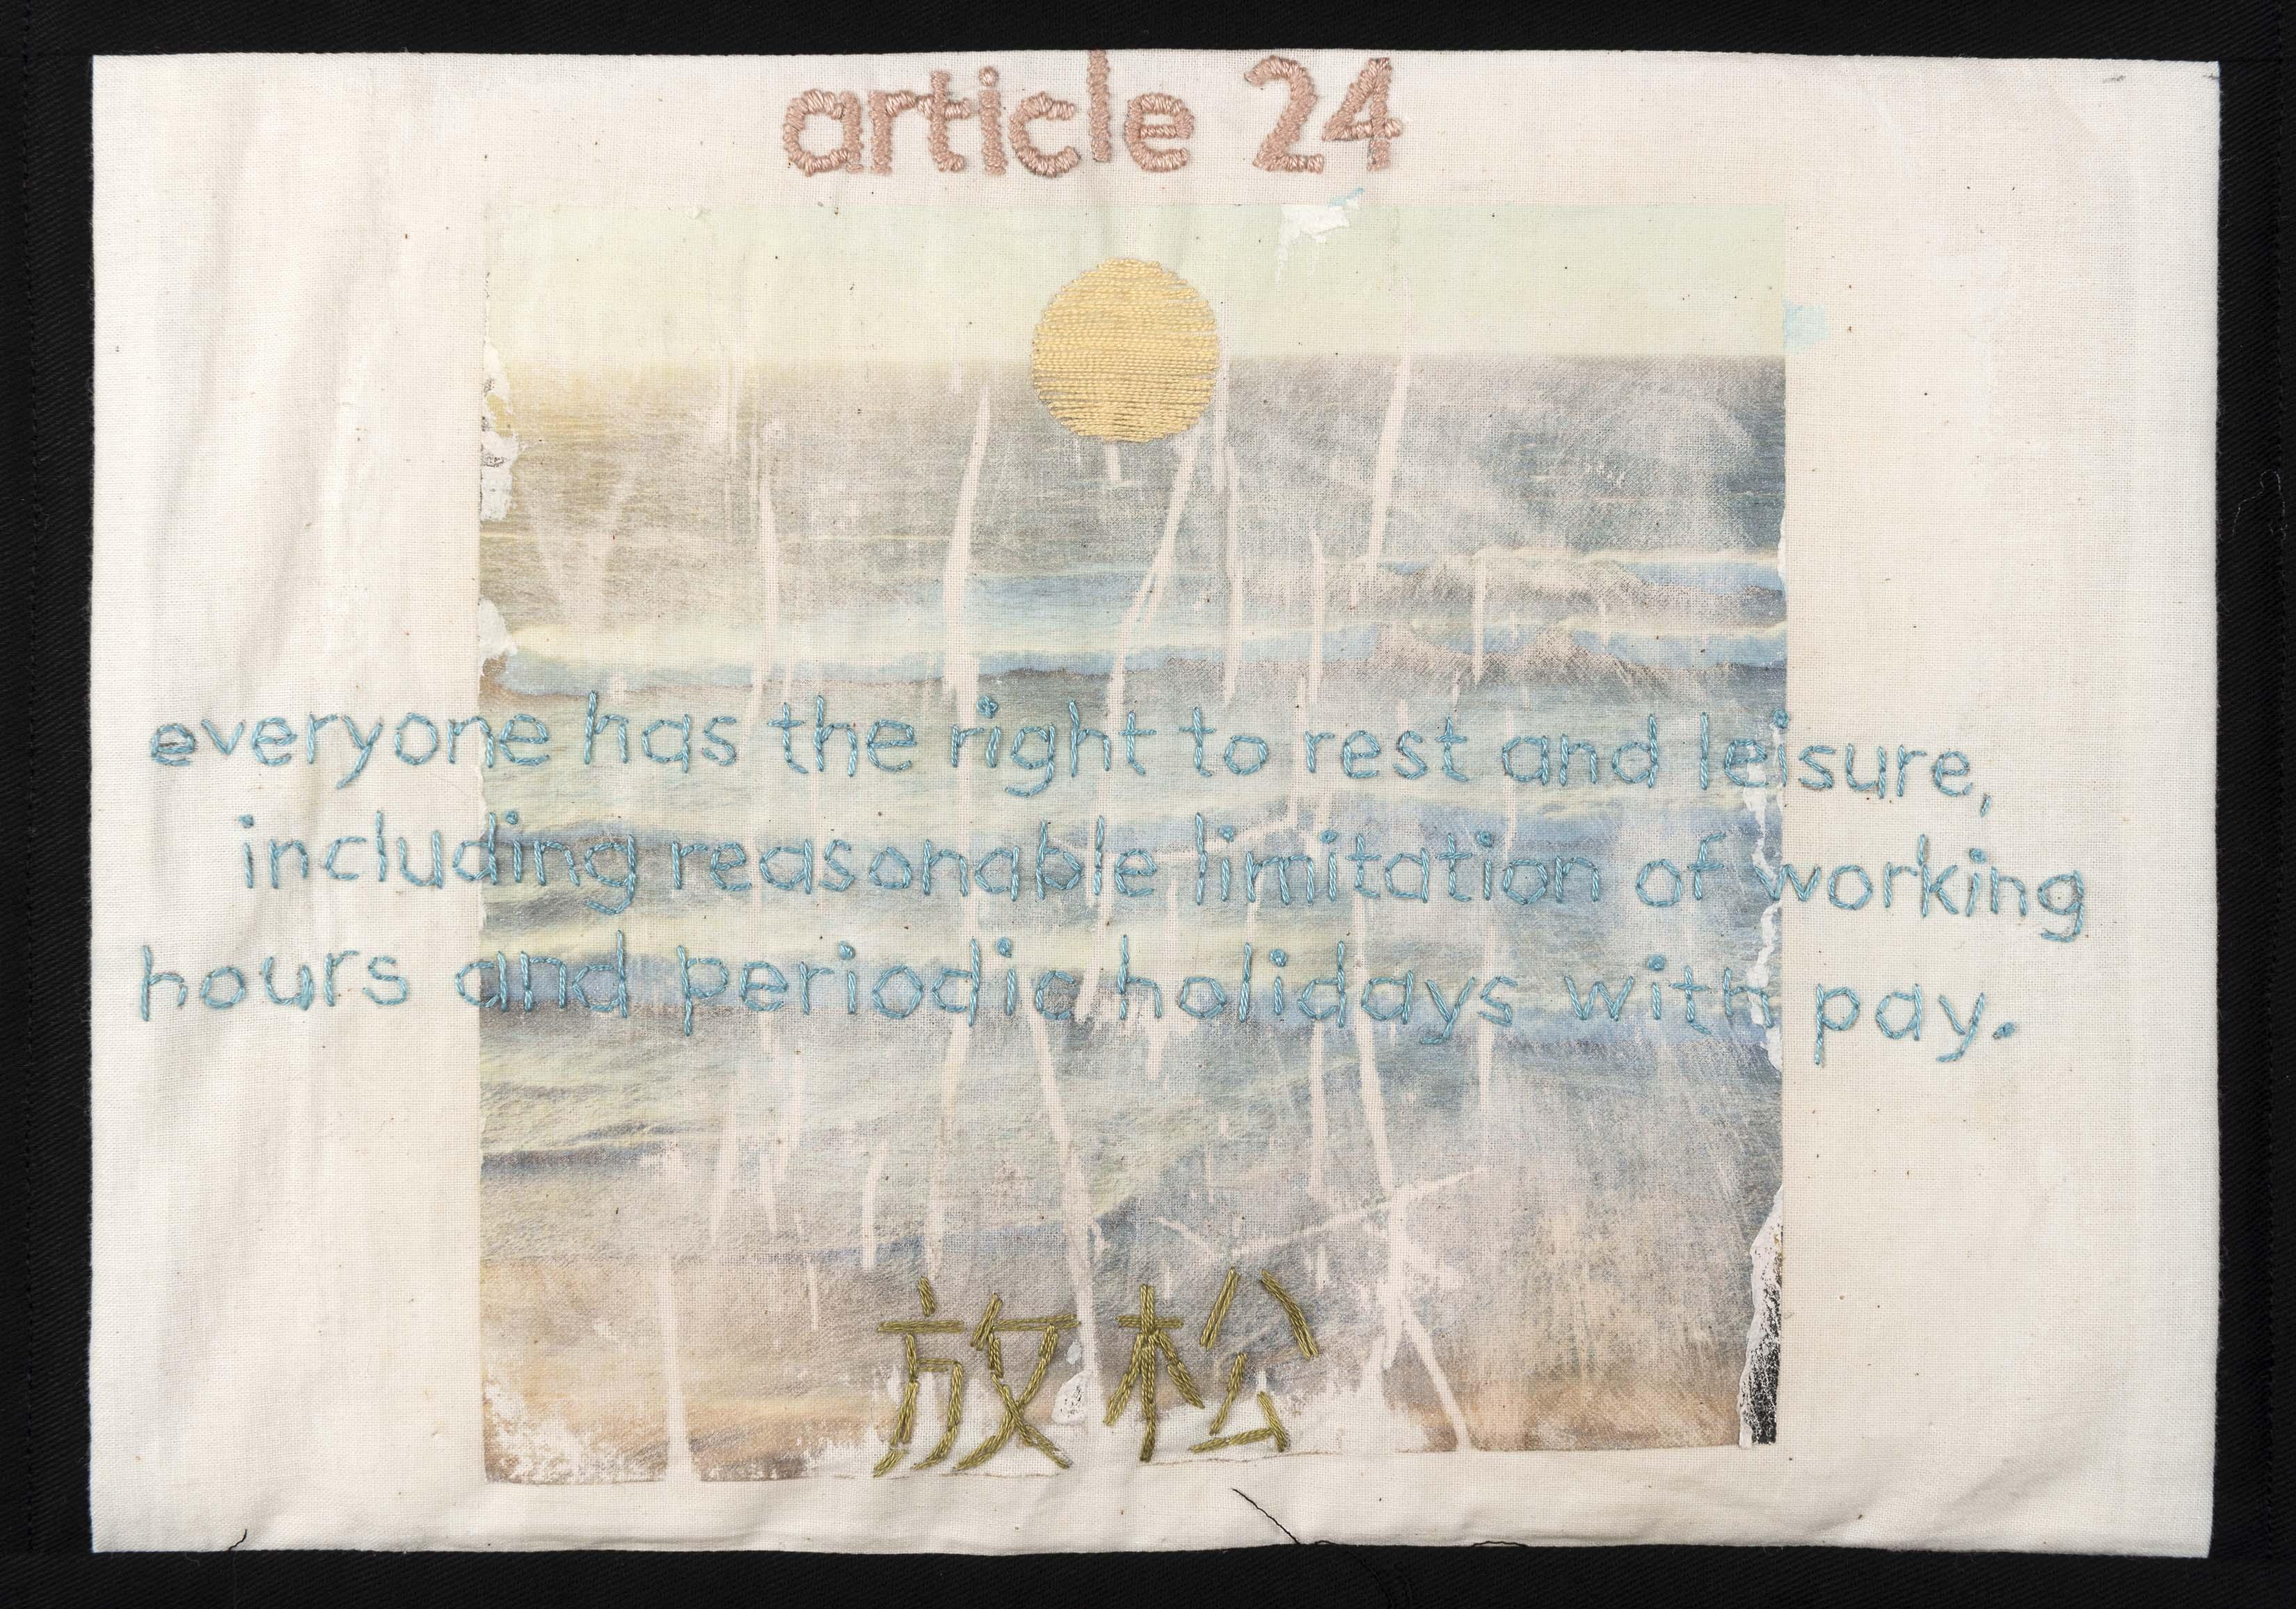 article 24
everyone has the right to rest and leisure,
including reasonable limitation of working
hours and periodic holidays with pay.
放松